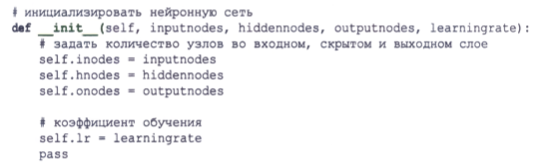 # инициализировать нейронную сеть
def __init__(self, inputnodes, hiddennodes, outputnodes, learningrate):
# задать количество узлов во входном, скрытом и выходном слое
self.inodes = inputnodes
self.hnodes = hiddennodes
self.onodes = outputnodes
# коэффициент обучения
self.lr = learningrate
pass